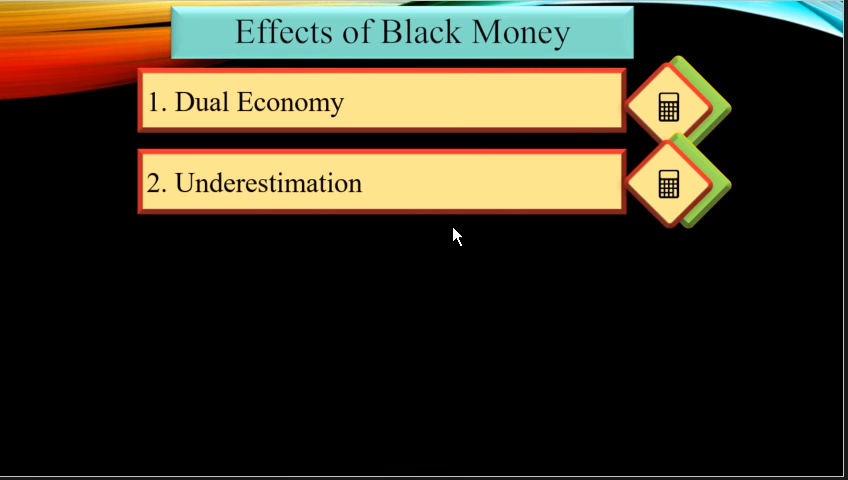 Effects of Black Money
1. Dual Economy
2. Underestimation